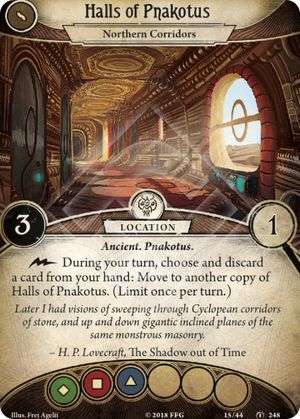 Halls of Pnakotus
Northern Corridors
3
1
LOCATION
Ancient. Pnakotus.
During your turn, choose and discard
a card from your hand: Move to another copy of
Halls of Pnakotus. (Limit once per turn.)
Later I had visions of sweeping through Cyclopean corridors
of stone, and up and down gigantic inclined planes of the
same monstrous masonry.
– H. P. Lovecraft, The Shadow out of Time
Illus. Frej Agelii
© 2018 FFG
15/44
248